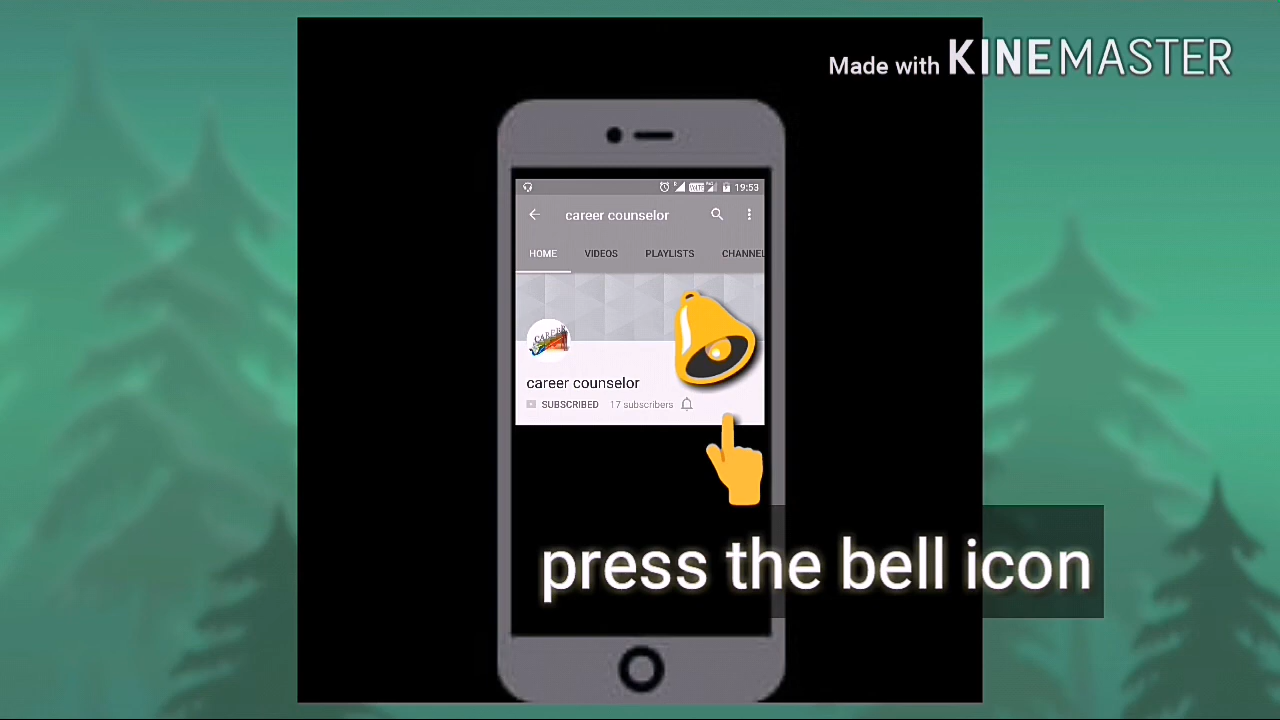 Made with KINEMASTER
19:53
career counselor
HOME VIDEOS PLAYLISTS CHANNEL
CAREER
career counselor
SUBSCRIBED 17 subscribers
press the bell icon